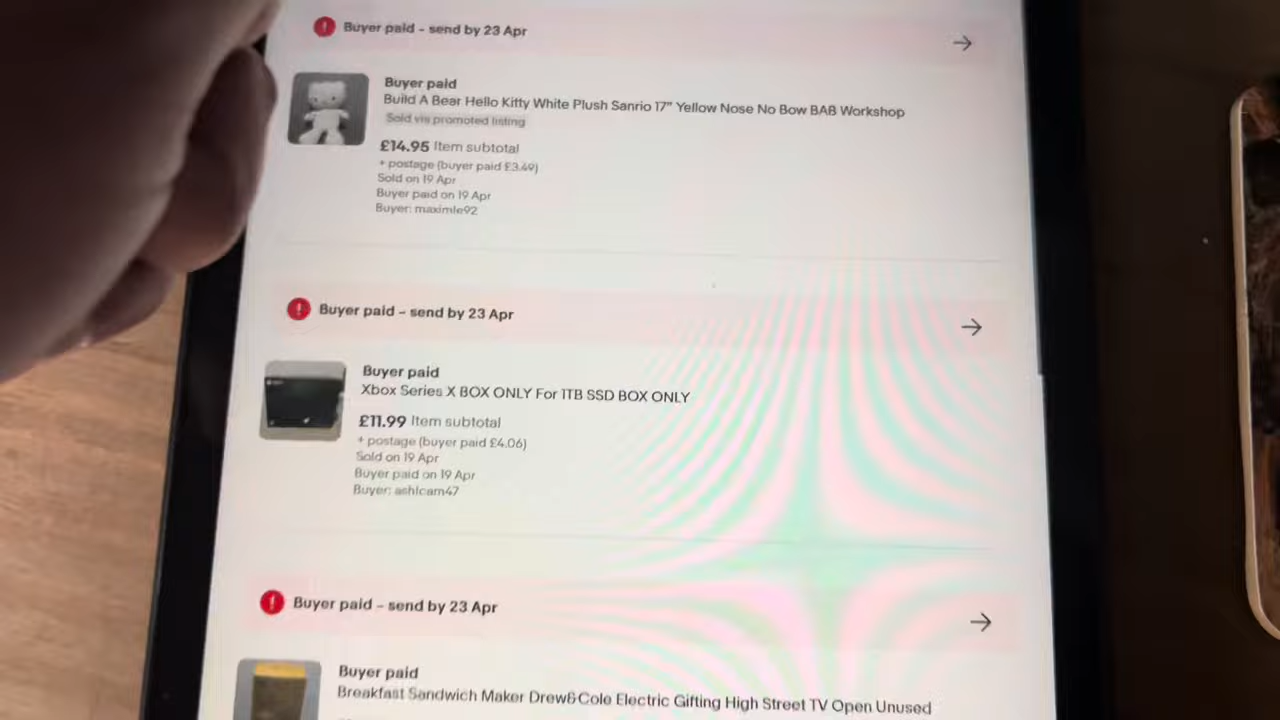 Buyer paid – send by 23 Apr
Buyer paid
Build A Bear Hello Kitty White Plush Sanrio 17" Yellow Nose No Bow BAB Workshop
Sold via promoted listing
£14.95 Item subtotal
+ postage (buyer paid £3.49)
Sold on 19 Apr
Buyer paid on 19 Apr
Buyer: maximle92
Buyer paid – send by 23 Apr
Buyer paid
Xbox Series X BOX ONLY For 1TB SSD BOX ONLY
£11.99 Item subtotal
+ postage (buyer paid £4.06)
Sold on 19 Apr
Buyer paid on 19 Apr
Buyer: ashlcam47
Buyer paid – send by 23 Apr
Buyer paid
Breakfast Sandwich Maker Drew&Cole Electric Gifting High Street TV Open Unused